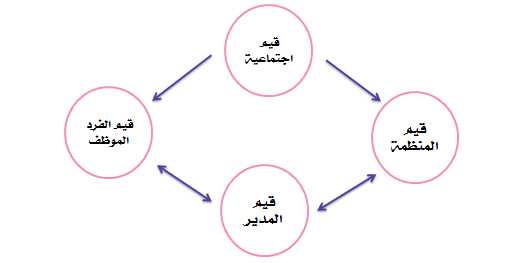 قيم
اجتماعية
قيم الفرد
الموظف
قيم
المنظمة
قيم
المدير